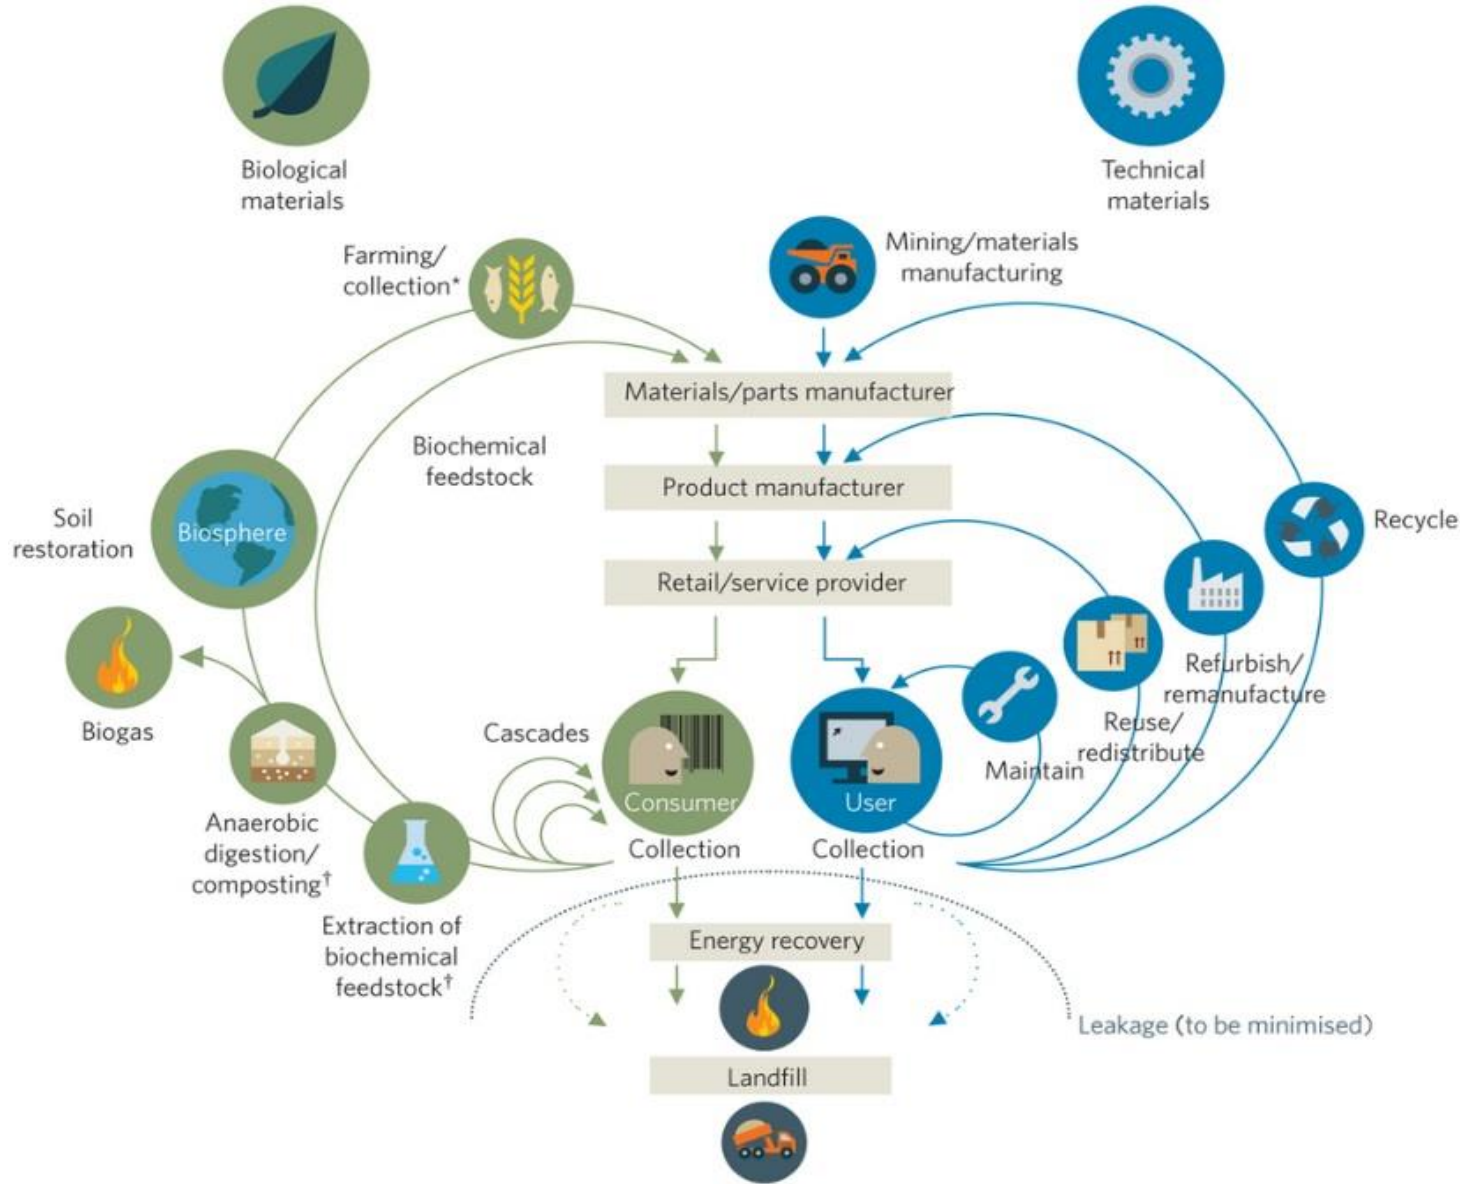 Biological
materials
Technical
materials
Farming/
collection*
Mining/materials
manufacturing
Materials/parts manufacturer
Biochemical
feedstock
Product manufacturer
Soil
restoration
Biosphere
Recycle
Retail/service provider
Biogas
Refurbish/
remanufacture
Reuse/
redistribute
Cascades
Maintain
Consumer
User
Anaerobic
digestion/
composting†
Collection
Collection
Extraction of
biochemical
feedstock†
Energy recovery
Leakage (to be minimised)
Landfill